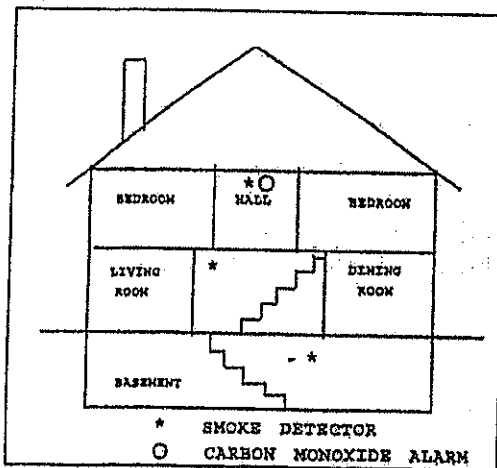 BEDROOM HALL BEDROOM
* O
LIVING ROOM
*
DINING ROOM
- *
BASEMENT
* SMOKE DETECTOR
O CARBON MONOXIDE ALARM